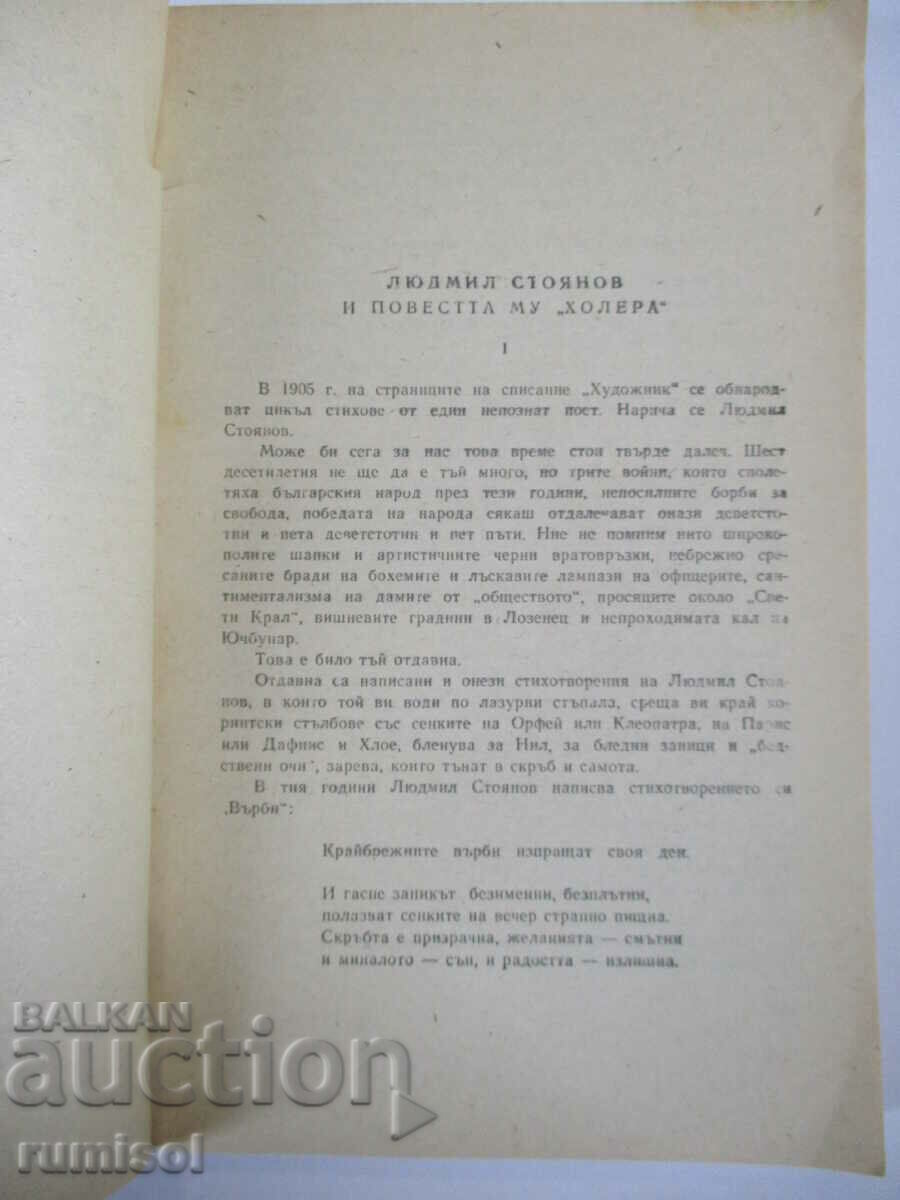 ЛЮДМИЛ СТОЯНОВ
И ПОВЕСТТА МУ „ХОЛЕРА“
I
В 1905 г. на страниците на списание „Художник“ се обнарод-
ват цикъл стихове от един непознат поет. Нарича се Людмил
Стоянов.
Може би сега за нас това време стои твърде далеч. Шест
десетилетия не ще да е тъй много, но трите войни, които споле-
тяха българския народ през тези години, непосилните борби за
свобода, победата на народа сякаш отдалечават онази деветсто-
тин и пета деветстотин и пет пъти. Ние не помним нито широко-
полите шапки и артистичните черни вратовръзки, небрежно сре-
саните бради на бохемите и лъскавите лампази на офицерите, сан-
тиментализма на дамите от „обществото“, просяците около „Све-
ти Крал“, вишневите градини в Лозенец и непроходимата кал на
Ючбунар.
Това е било тъй отдавна.
Отдавна са написани и онези стихотворения на Людмил Стоя-
нов, в които той ви води по лазурви стъпала, среща ви край ко-
ринтски стълбове със сенките на Орфей или Клеопатра, на Парис
или Дафнис и Хлое, бленува за Нил, за бледни заници и
очи“, зарева, които тънат в скръб и самота.
В тия години Людмил Стоянов написва стихотворението си
„Върби“:
Крайбрежните върби изпращат своя ден.
И гасне заникът безименни, безплътни,
полазват сенките на вечер странно пищна.
Скръбта е призрачна, желанията — смътни
и миналото — сън, и радостта — излишна.
BALKAN
auction
rumisol